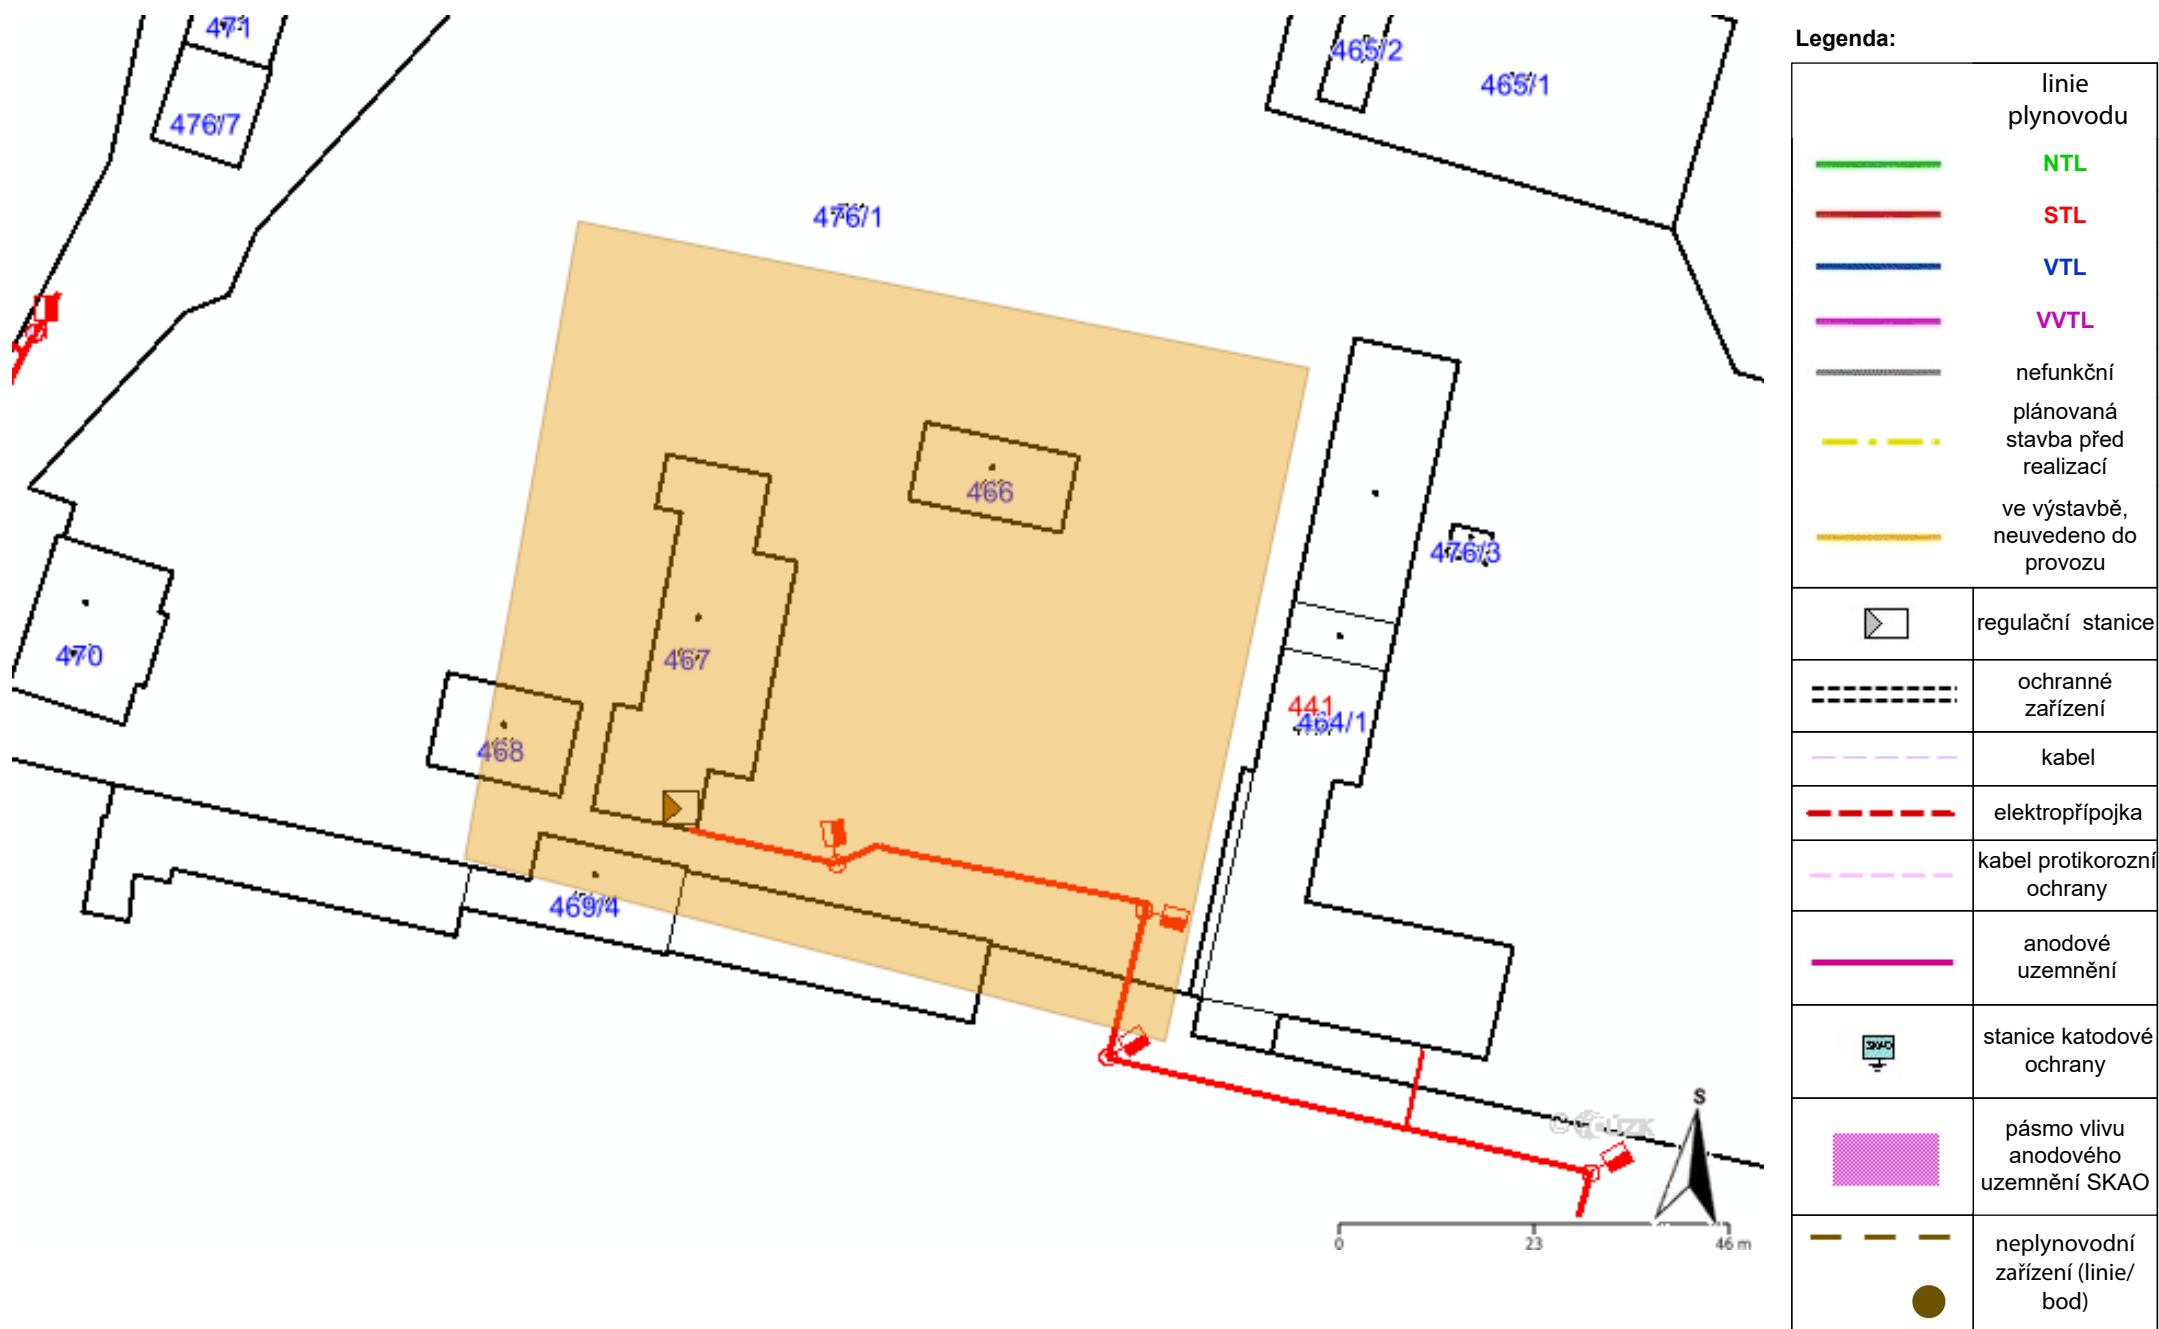 471
476/7
465/2
465/1
476/1
466
476/3
467
470
441
464/1
468
469/4
©ČÚZK
S
0 23 46 m
Legenda:
linie
plynovodu
NTL
STL
VTL
VVTL
nefunkční
plánovaná
stavba před
realizací
ve výstavbě,
neuvedeno do
provozu
regulační stanice
ochranné
zařízení
kabel
elektropřípojka
kabel protikorozní
ochrany
anodové
uzemnění
SKAO
stanice katodové
ochrany
pásmo vlivu
anodového
uzemnění SKAO
neplynovodní
zařízení (linie/
bod)